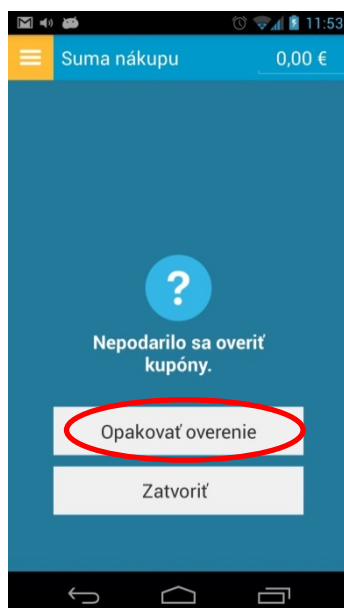 11:53
Suma nákupu 0,00 €
?
Nepodarilo sa overiť
kupóny.
Opakovať overenie
Zatvoriť